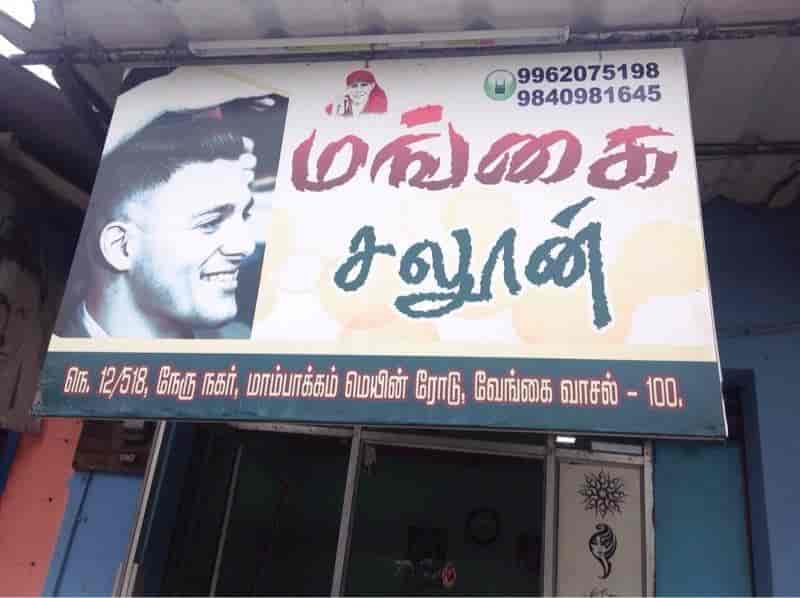 9962075198
9840981645
மங்கை
சலூன்
நெ. 12/518, நேரு நகர், மாம்பாக்கம் மெயின் ரோடு, வேங்கை வாசல் - 100.